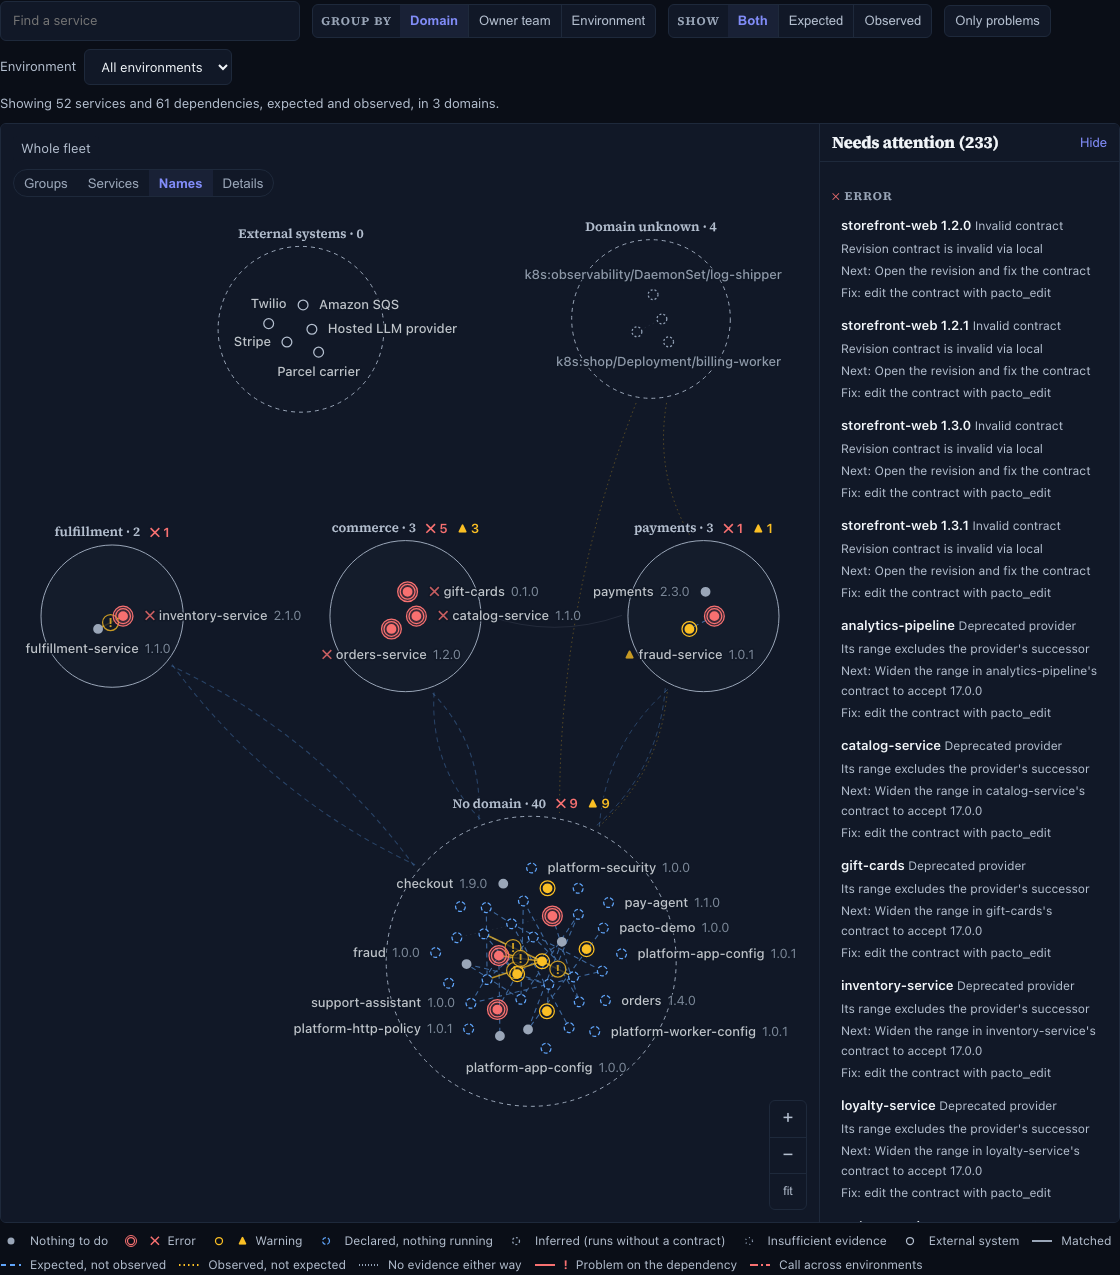 Find a service
GROUP BY Domain Owner team Environment
SHOW Both Expected Observed
Only problems
Environment All environments
Showing 52 services and 61 dependencies, expected and observed, in 3 domains.
Whole fleet
Groups Services Names Details
External systems · 0
Twilio
Amazon SQS
Hosted LLM provider
Stripe
Parcel carrier
Domain unknown · 4
k8s:observability/DaemonSet/log-shipper
k8s:shop/Deployment/billing-worker
fulfillment · 2 1
inventory-service 2.1.0
fulfillment-service 1.1.0
commerce · 3 5 3
gift-cards 0.1.0
catalog-service 1.1.0
orders-service 1.2.0
payments · 3 1 1
payments 2.3.0
fraud-service 1.0.1
No domain · 40 9 9
platform-security 1.0.0
checkout 1.9.0
pay-agent 1.1.0
pacto-demo 1.0.0
fraud 1.0.0
platform-app-config 1.0.1
support-assistant 1.0.0
orders 1.4.0
platform-http-policy 1.0.1
platform-worker-config 1.0.1
platform-app-config 1.0.0
+
−
fit
Needs attention (233) Hide
ERROR
storefront-web 1.2.0 Invalid contract
Revision contract is invalid via local
Next: Open the revision and fix the contract
Fix: edit the contract with pacto_edit
storefront-web 1.2.1 Invalid contract
Revision contract is invalid via local
Next: Open the revision and fix the contract
Fix: edit the contract with pacto_edit
storefront-web 1.3.0 Invalid contract
Revision contract is invalid via local
Next: Open the revision and fix the contract
Fix: edit the contract with pacto_edit
storefront-web 1.3.1 Invalid contract
Revision contract is invalid via local
Next: Open the revision and fix the contract
Fix: edit the contract with pacto_edit
analytics-pipeline Deprecated provider
Its range excludes the provider's successor
Next: Widen the range in analytics-pipeline's
contract to accept 17.0.0
Fix: edit the contract with pacto_edit
catalog-service Deprecated provider
Its range excludes the provider's successor
Next: Widen the range in catalog-service's
contract to accept 17.0.0
Fix: edit the contract with pacto_edit
gift-cards Deprecated provider
Its range excludes the provider's successor
Next: Widen the range in gift-cards's
contract to accept 17.0.0
Fix: edit the contract with pacto_edit
inventory-service Deprecated provider
Its range excludes the provider's successor
Next: Widen the range in inventory-service's
contract to accept 17.0.0
Fix: edit the contract with pacto_edit
loyalty-service Deprecated provider
Its range excludes the provider's successor
Next: Widen the range in loyalty-service's
contract to accept 17.0.0
Fix: edit the contract with pacto_edit
Nothing to do Error Warning Declared, nothing running Inferred (runs without a contract) Insufficient evidence External system Matched
Expected, not observed Observed, not expected No evidence either way ! Problem on the dependency Call across environments